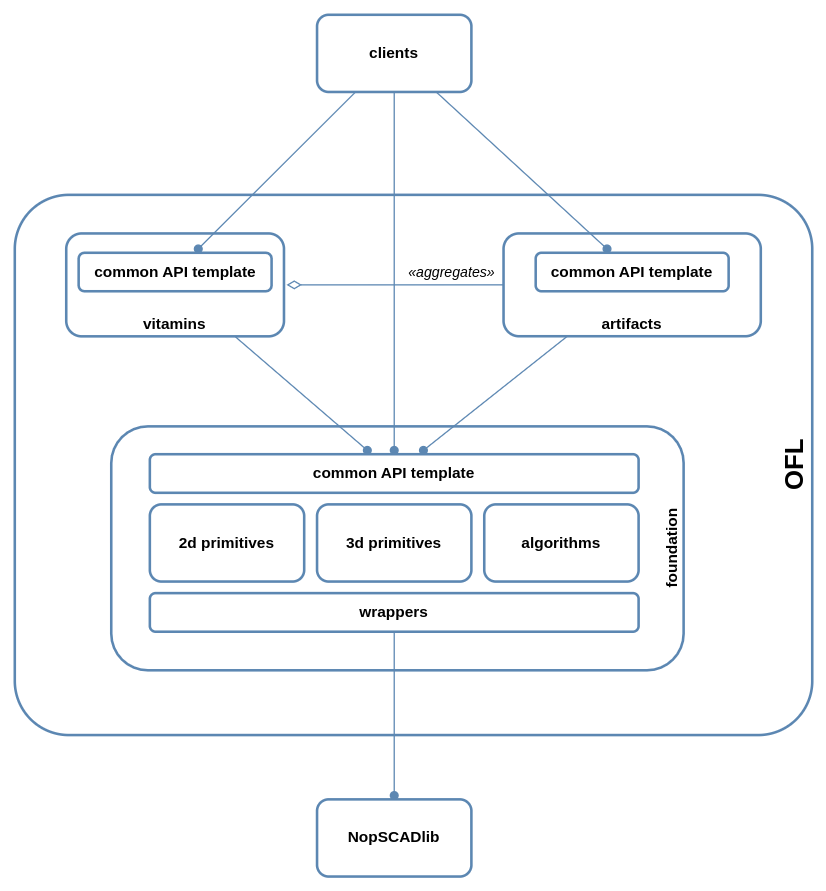 clients
common API template
«aggregates»
common API template
vitamins
artifacts
OFL
common API template
2d primitives
3d primitives
algorithms
foundation
wrappers
NopSCADlib